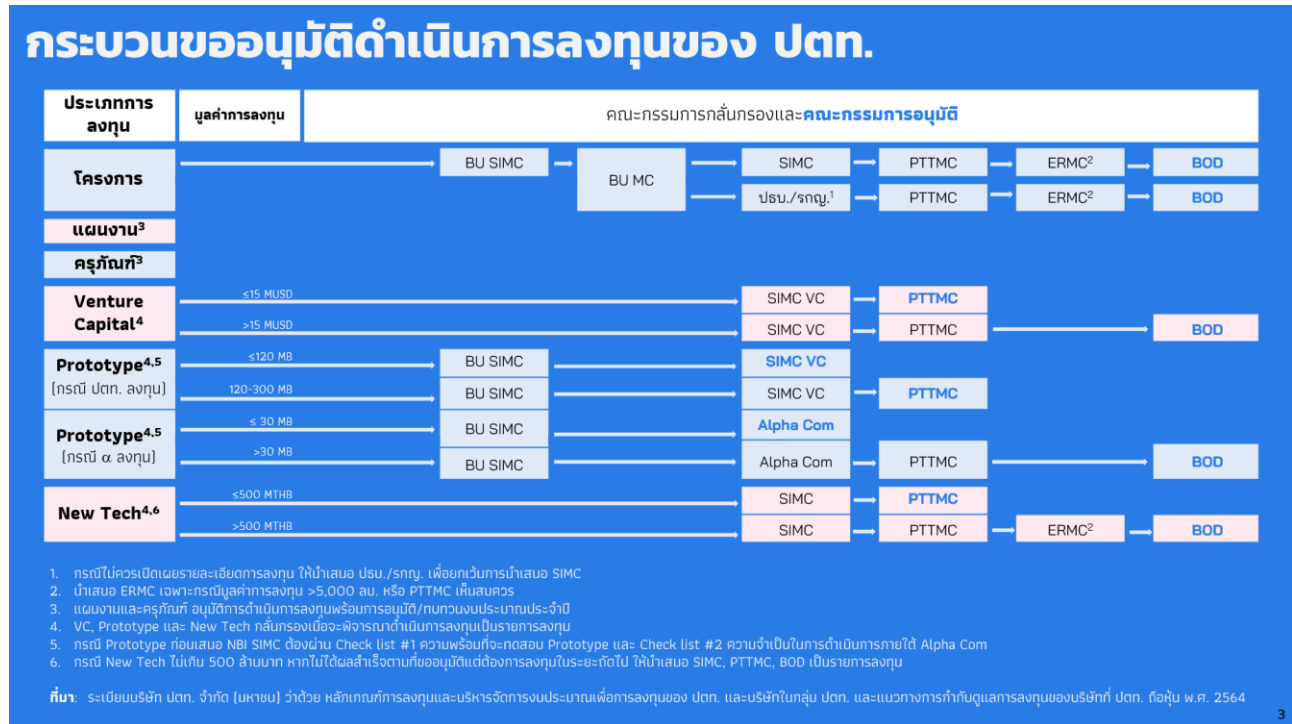 กระบวนขออนุมัติดำเนินการลงทุนของ ปตท.
ประเภทการ
ลงทุน
มูลค่าการลงทุน
คณะกรรมการกลั่นกรองและคณะกรรมการอนุมัติ
โครงการ
BU SIMC
BU MC
SIMC
PTTMC
ERMC²
BOD
ปธบ./รกญ.¹
PTTMC
ERMC²
BOD
แผนงาน³
ครุภัณฑ์³
Venture
Capital⁴
≤15 MUSD
SIMC VC
PTTMC
>15 MUSD
SIMC VC
PTTMC
BOD
Prototype⁴˒⁵
(กรณี ปตท. ลงทุน)
≤120 MB
BU SIMC
SIMC VC
120-300 MB
BU SIMC
SIMC VC
PTTMC
Prototype⁴˒⁵
(กรณี α ลงทุน)
≤ 30 MB
BU SIMC
Alpha Com
>30 MB
BU SIMC
Alpha Com
PTTMC
BOD
New Tech⁴˒⁶
≤500 MTHB
SIMC
PTTMC
>500 MTHB
SIMC
PTTMC
ERMC²
BOD
1. กรณีไม่ควรเปิดเผยรายละเอียดการลงทุน ให้นำเสนอ ปธบ./รกญ. เพื่อยกเว้นการนำเสนอ SIMC
2. นำเสนอ ERMC เฉพาะกรณีมูลค่าการลงทุน >5,000 ลบ. หรือ PTTMC เห็นสมควร
3. แผนงานและครุภัณฑ์ อนุมัติการดำเนินการลงทุนพร้อมการอนุมัติ/ทบทวนงบประมาณประจำปี
4. VC, Prototype และ New Tech กลั่นกรองเมื่อจะพิจารณาดำเนินการลงทุนเป็นรายการลงทุน
5. กรณี Prototype ก่อนเสนอ NBI SIMC ต้องผ่าน Check list #1 ความพร้อมที่จะทดสอบ Prototype และ Check list #2 ความจำเป็นในการดำเนินการภายใต้ Alpha Com
6. กรณี New Tech ไม่เกิน 500 ล้านบาท หากไม่ได้ผลสำเร็จตามที่ขออนุมัติแต่ต้องการลงทุนในระยะถัดไป ให้นำเสนอ SIMC, PTTMC, BOD เป็นรายการลงทุน
ที่มา: ระเบียบบริษัท ปตท. จำกัด (มหาชน) ว่าด้วย หลักเกณฑ์การลงทุนและบริหารจัดการงบประมาณเพื่อการลงทุนของ ปตท. และบริษัทในกลุ่ม ปตท. และแนวทางการกำกับดูแลการลงทุนของบริษัทที่ ปตท. ถือหุ้น พ.ศ. 2564
3